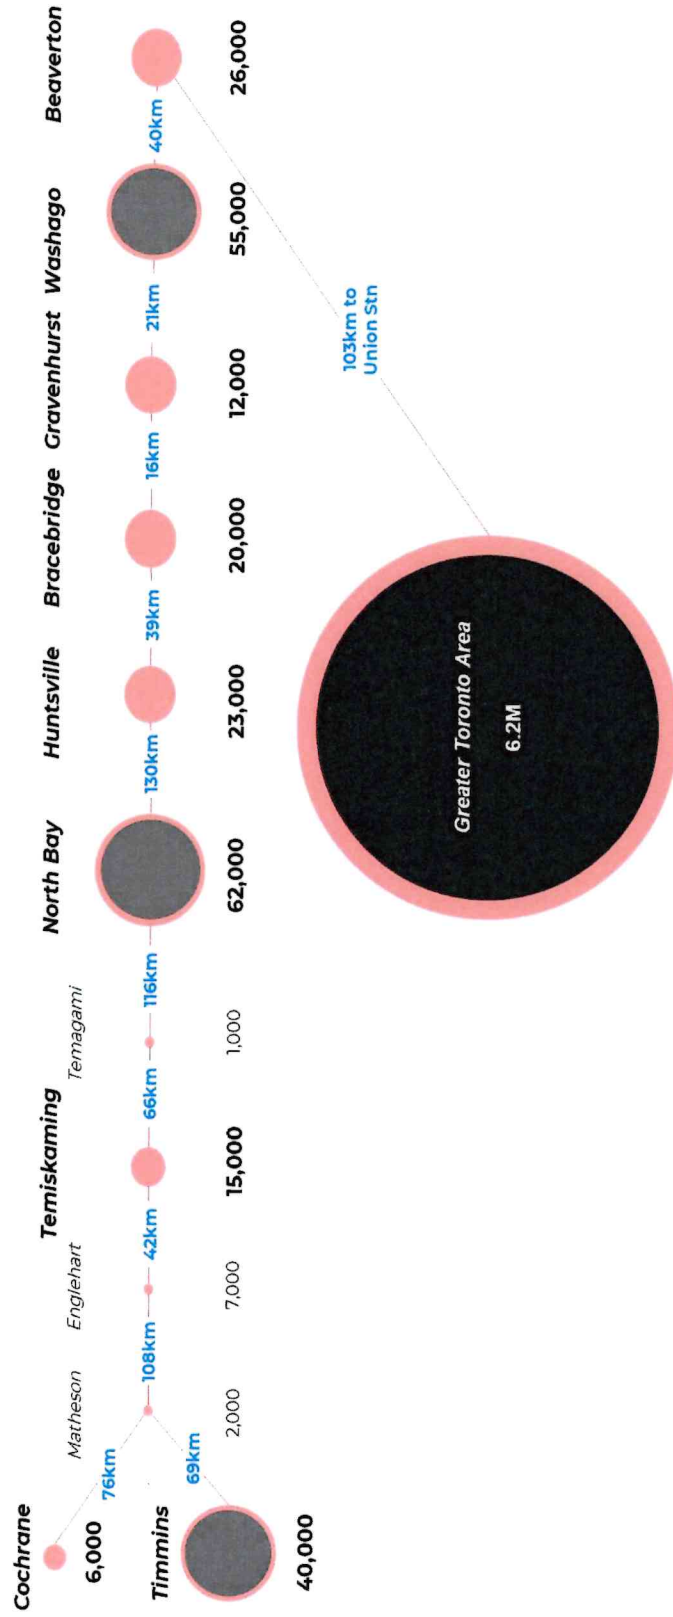 Cochrane
6,000
Timmins
40,000
76km
69km
Matheson
2,000
108km
Englehart
7,000
42km
Temiskaming
15,000
66km
Temagami
1,000
116km
North Bay
62,000
130km
Huntsville
23,000
39km
Bracebridge
20,000
16km
Gravenhurst
12,000
21km
Washago
55,000
40km
Beaverton
26,000
103km to
Union Stn
Greater Toronto Area
6.2M